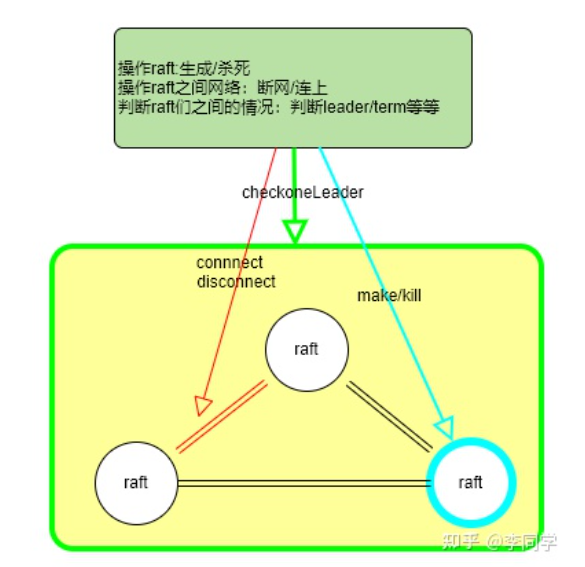 操作raft:生成/杀死
操作raft之间网络：断网/连上
判断raft们之间的情况：判断leader/term等等
checkoneLeader
connnect
disconnect
make/kill
raft
raft
raft
知乎 @李同学